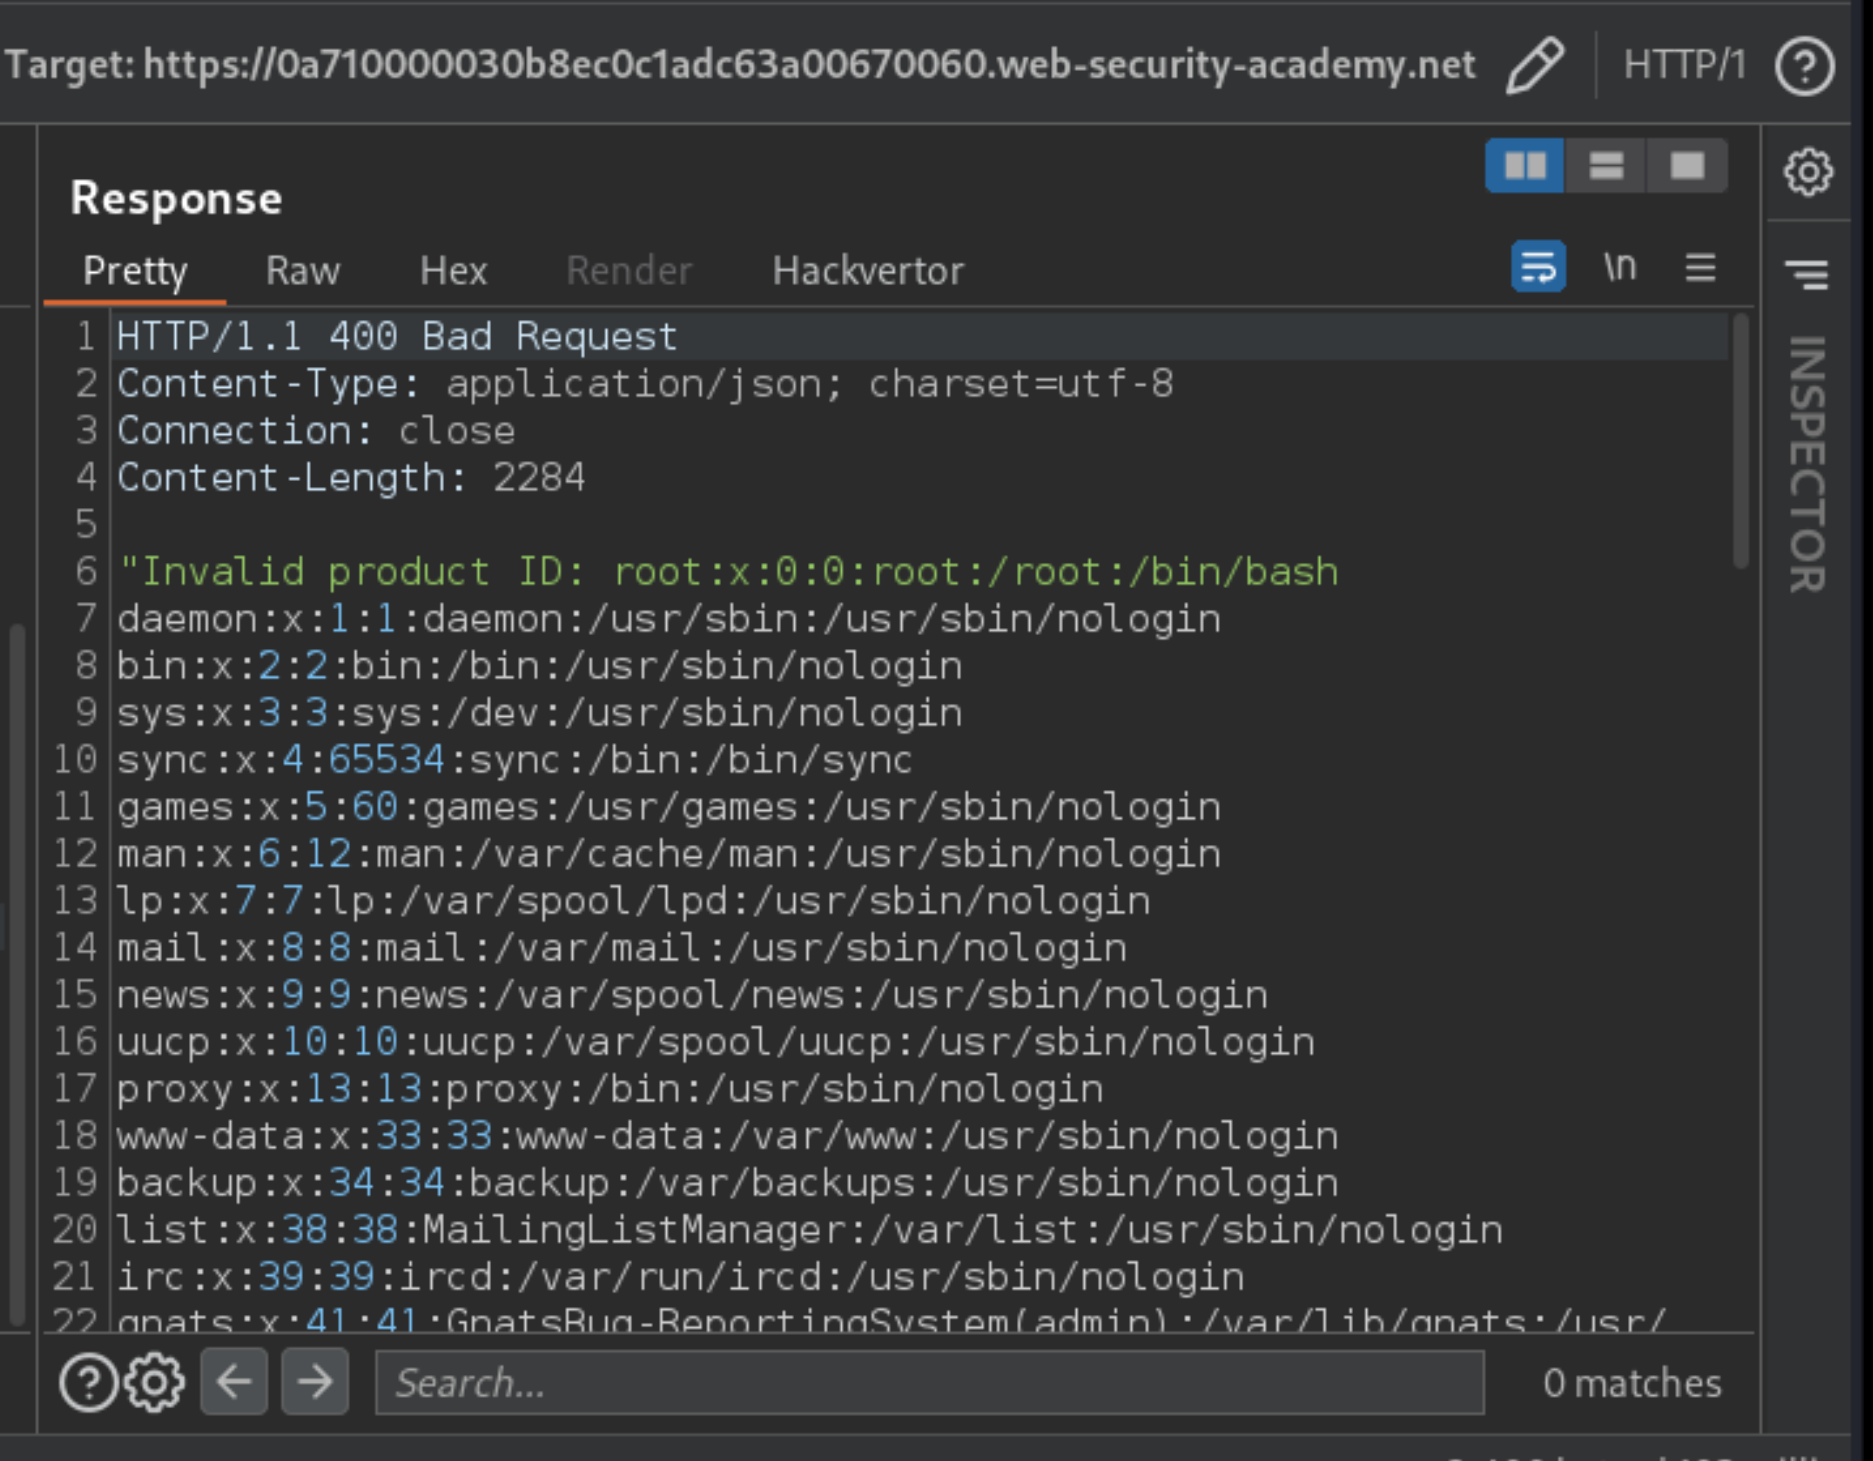 Target: https://0a710000030b8ec0c1adc63a00670060.web-security-academy.net HTTP/1
Response
Pretty Raw Hex Render Hackvertor \n
INSPECTOR
1 HTTP/1.1 400 Bad Request
2 Content-Type: application/json; charset=utf-8
3 Connection: close
4 Content-Length: 2284
5
6 "Invalid product ID: root:x:0:0:root:/root:/bin/bash
7 daemon:x:1:1:daemon:/usr/sbin:/usr/sbin/nologin
8 bin:x:2:2:bin:/bin:/usr/sbin/nologin
9 sys:x:3:3:sys:/dev:/usr/sbin/nologin
10 sync:x:4:65534:sync:/bin:/bin/sync
11 games:x:5:60:games:/usr/games:/usr/sbin/nologin
12 man:x:6:12:man:/var/cache/man:/usr/sbin/nologin
13 lp:x:7:7:lp:/var/spool/lpd:/usr/sbin/nologin
14 mail:x:8:8:mail:/var/mail:/usr/sbin/nologin
15 news:x:9:9:news:/var/spool/news:/usr/sbin/nologin
16 uucp:x:10:10:uucp:/var/spool/uucp:/usr/sbin/nologin
17 proxy:x:13:13:proxy:/bin:/usr/sbin/nologin
18 www-data:x:33:33:www-data:/var/www:/usr/sbin/nologin
19 backup:x:34:34:backup:/var/backups:/usr/sbin/nologin
20 list:x:38:38:MailingListManager:/var/list:/usr/sbin/nologin
21 irc:x:39:39:ircd:/var/run/ircd:/usr/sbin/nologin
22 gnats:x:41:41:GnatsBug-ReportingSystem(admin):/var/lib/gnats:/usr/
Search...
0 matches